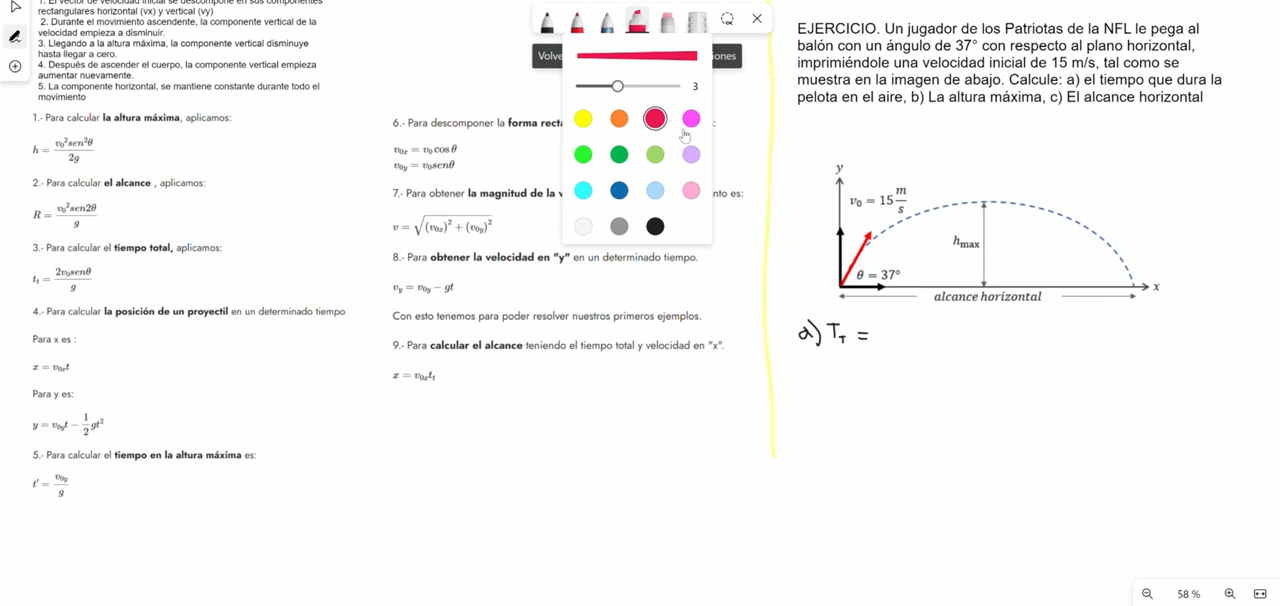 1. El vector de velocidad inicial se descompone en sus componentes
rectangulares horizontal (vx) y vertical (vy)
2. Durante el movimiento ascendente, la componente vertical de la
velocidad empieza a disminuir.
3. Llegando a la altura máxima, la componente vertical disminuye
hasta llegar a cero.
4. Después de ascender el cuerpo, la componente vertical empieza
aumentar nuevamente.
5. La componente horizontal, se mantiene constante durante todo el
movimiento
1.- Para calcular la altura máxima, aplicamos:
h = v₀²sen²θ / 2g
2.- Para calcular el alcance , aplicamos:
R = v₀²sen2θ / g
3.- Para calcular el tiempo total, aplicamos:
tₜ = 2v₀senθ / g
4.- Para calcular la posición de un proyectil en un determinado tiempo
Para x es :
x = v₀ₓt
Para y es:
y = v₀yt − 1/2 gt²
5.- Para calcular el tiempo en la altura máxima es:
t′ = v₀y / g
Volve
iones
3
6.- Para descomponer la forma recta
:
v₀ₓ = v₀ cos θ
v₀y = v₀senθ
7.- Para obtener la magnitud de la v
nto es:
v = √(v₀ₓ)² + (v₀y)²
8.- Para obtener la velocidad en "y" en un determinado tiempo.
vy = v₀y − gt
Con esto tenemos para poder resolver nuestros primeros ejemplos.
9.- Para calcular el alcance teniendo el tiempo total y velocidad en "x".
x = v₀ₓtₜ
EJERCICIO. Un jugador de los Patriotas de la NFL le pega al
balón con un ángulo de 37° con respecto al plano horizontal,
imprimiéndole una velocidad inicial de 15 m/s, tal como se
muestra en la imagen de abajo. Calcule: a) el tiempo que dura la
pelota en el aire, b) La altura máxima, c) El alcance horizontal
y
v₀ = 15 m/s
hmax
θ = 37°
x
alcance horizontal
a) T_T =
58 %